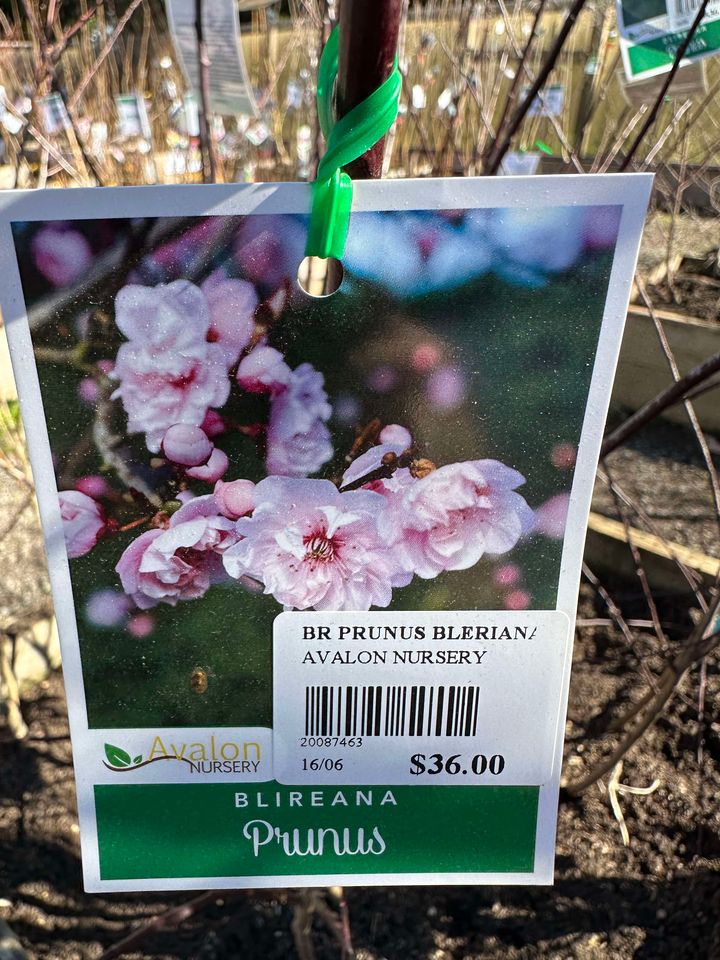 BR PRUNUS BLERIANA
AVALON NURSERY
20087463
16/06 $36.00
Avalon
NURSERY
BLIREANA
Prunus